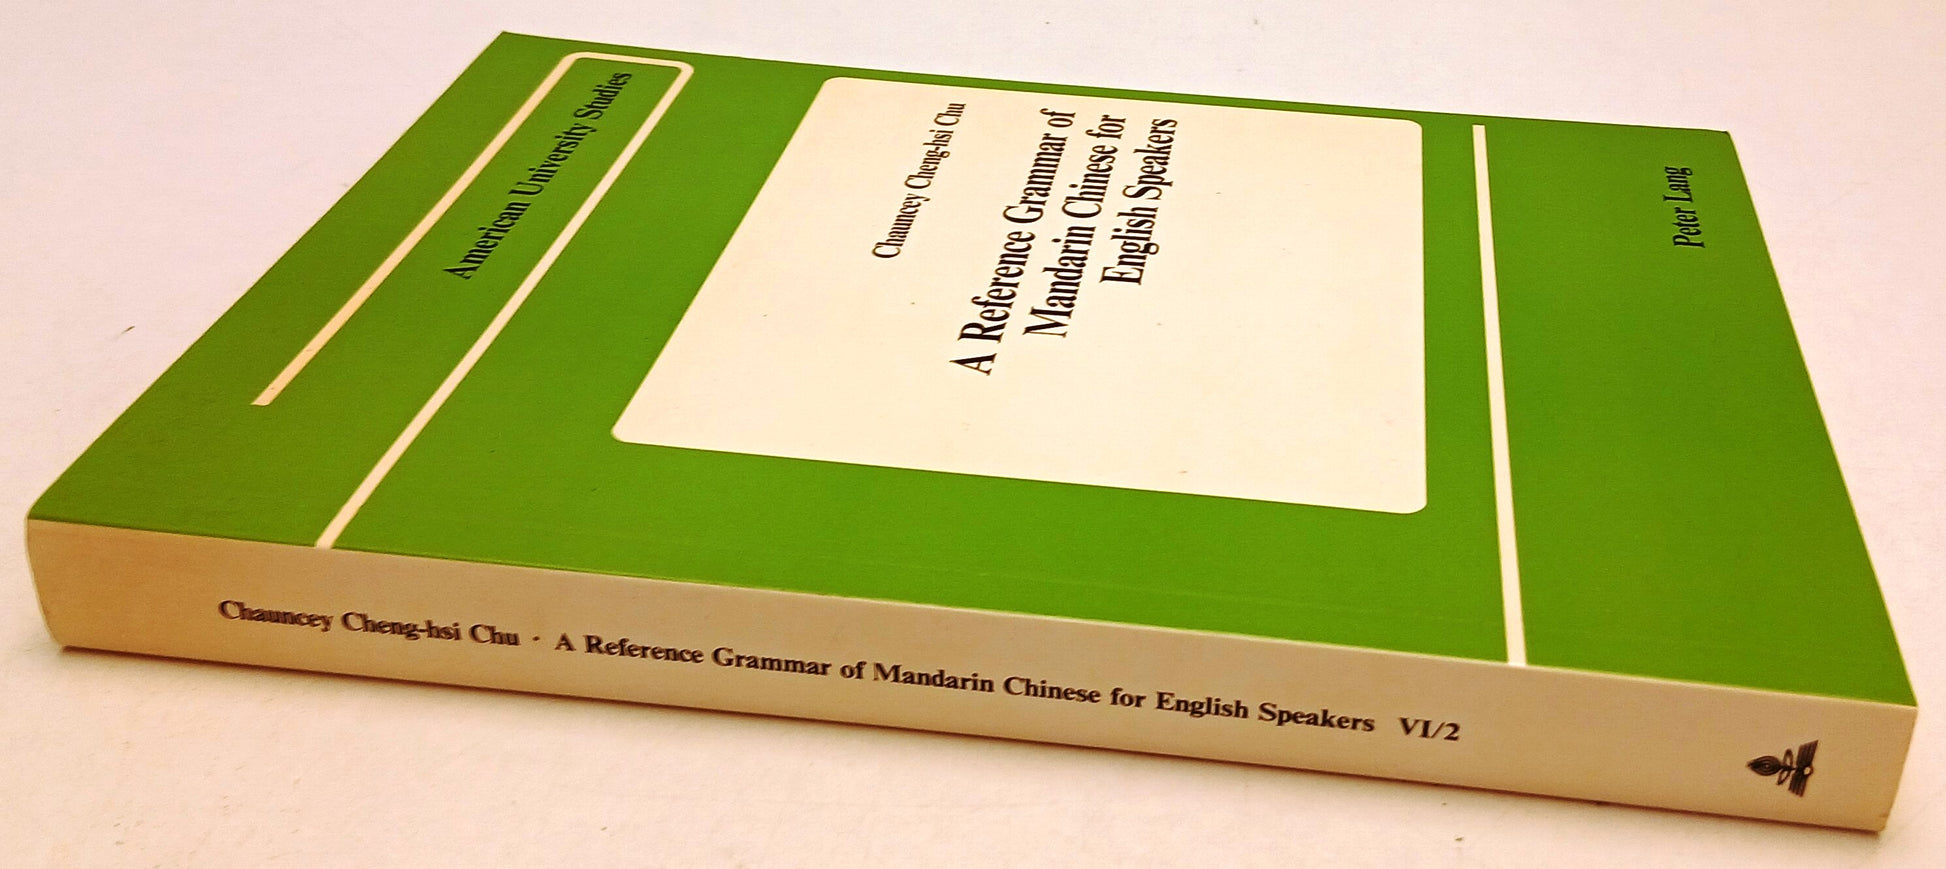 American University Studies
Chauncey Cheng-hsi Chu
A Reference Grammar of
Mandarin Chinese for
English Speakers
Peter Lang
Chauncey Cheng-hsi Chu · A Reference Grammar of Mandarin Chinese for English Speakers VI/2